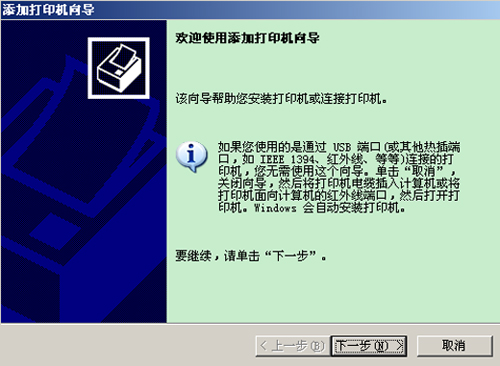 添加打印机向导
欢迎使用添加打印机向导
该向导帮助您安装打印机或连接打印机。
如果您使用的是通过 USB 端口(或其他热插端
口，如 IEEE 1394、红外线、等等)连接的打
印机，您无需使用这个向导。单击“取消”，
关闭向导，然后将打印机电缆插入计算机或将
打印机面向计算机的红外线端口，然后打开打
印机。Windows 会自动安装打印机。
要继续，请单击“下一步”。
< 上一步(B) 下一步(N) > 取消